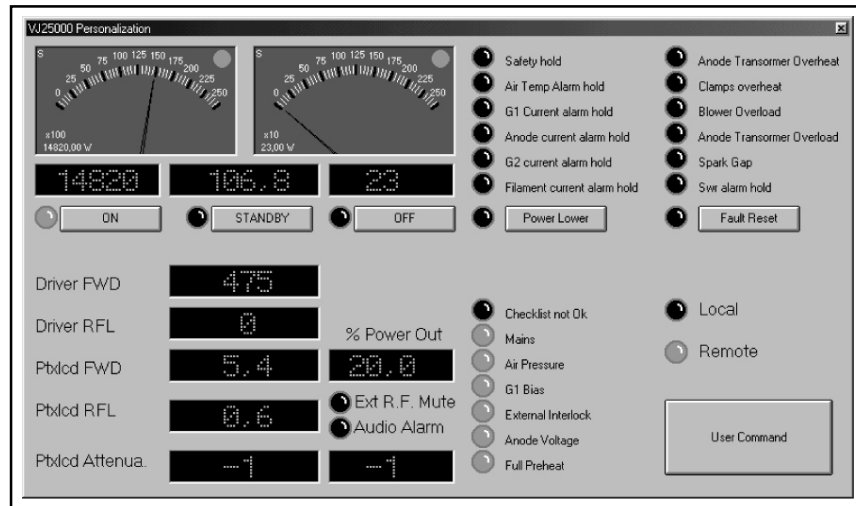 VJ25000 Personalization
S
0 25 50 75 100 125 150 175 200 225 250
x100
14820,00 W
S
0 25 50 75 100 125 150 175 200 225 250
x10
23,00 W
14820 106.8 23
ON STANDBY OFF
Safety hold
Air Temp Alarm hold
G1 Current alarm hold
Anode current alarm hold
G2 current alarm hold
Filament current alarm hold
Power Lower
Anode Transormer Overheat
Clamps overheat
Blower Overload
Anode Transormer Overload
Spark Gap
Swr alarm hold
Fault Reset
Driver FWD 475
Driver RFL 0
% Power Out
Ptxlcd FWD 5.4 20.0
Ptxlcd RFL 0.6
Ext R.F. Mute
Audio Alarm
Ptxlcd Attenua. -1 -1
Checklist not Ok
Mains
Air Pressure
G1 Bias
External Interlock
Anode Voltage
Full Preheat
Local
Remote
User Command